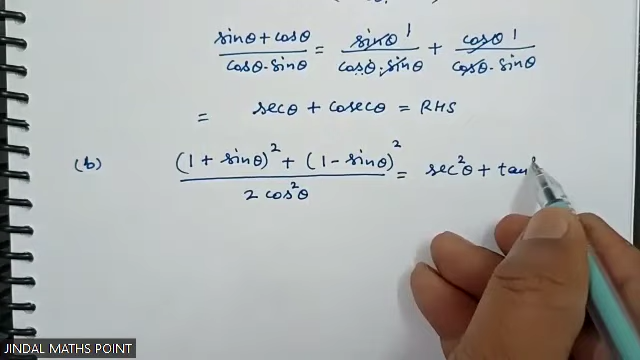 sinθ + cosθ / cosθ · sinθ = sinθ 1 / cosθ · sinθ + cosθ 1 / cosθ · sinθ
= secθ + cosecθ = RHS
(b) (1 + sinθ)² + (1 - sinθ)² / 2 cos²θ = sec²θ + tan
JINDAL MATHS POINT